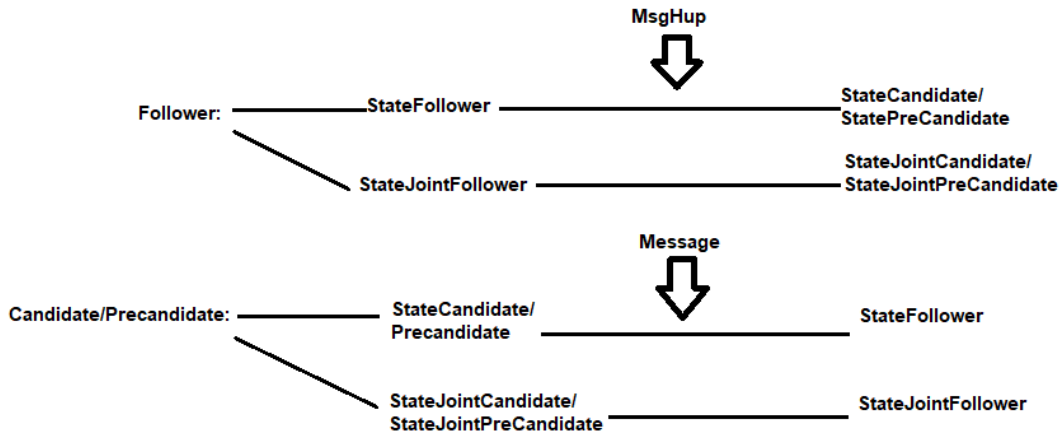 MsgHup
Follower:
StateFollower
StateCandidate/
StatePreCandidate
StateJointFollower
StateJointCandidate/
StateJointPreCandidate
Message
Candidate/Precandidate:
StateCandidate/
Precandidate
StateFollower
StateJointCandidate/
StateJointPreCandidate
StateJointFollower